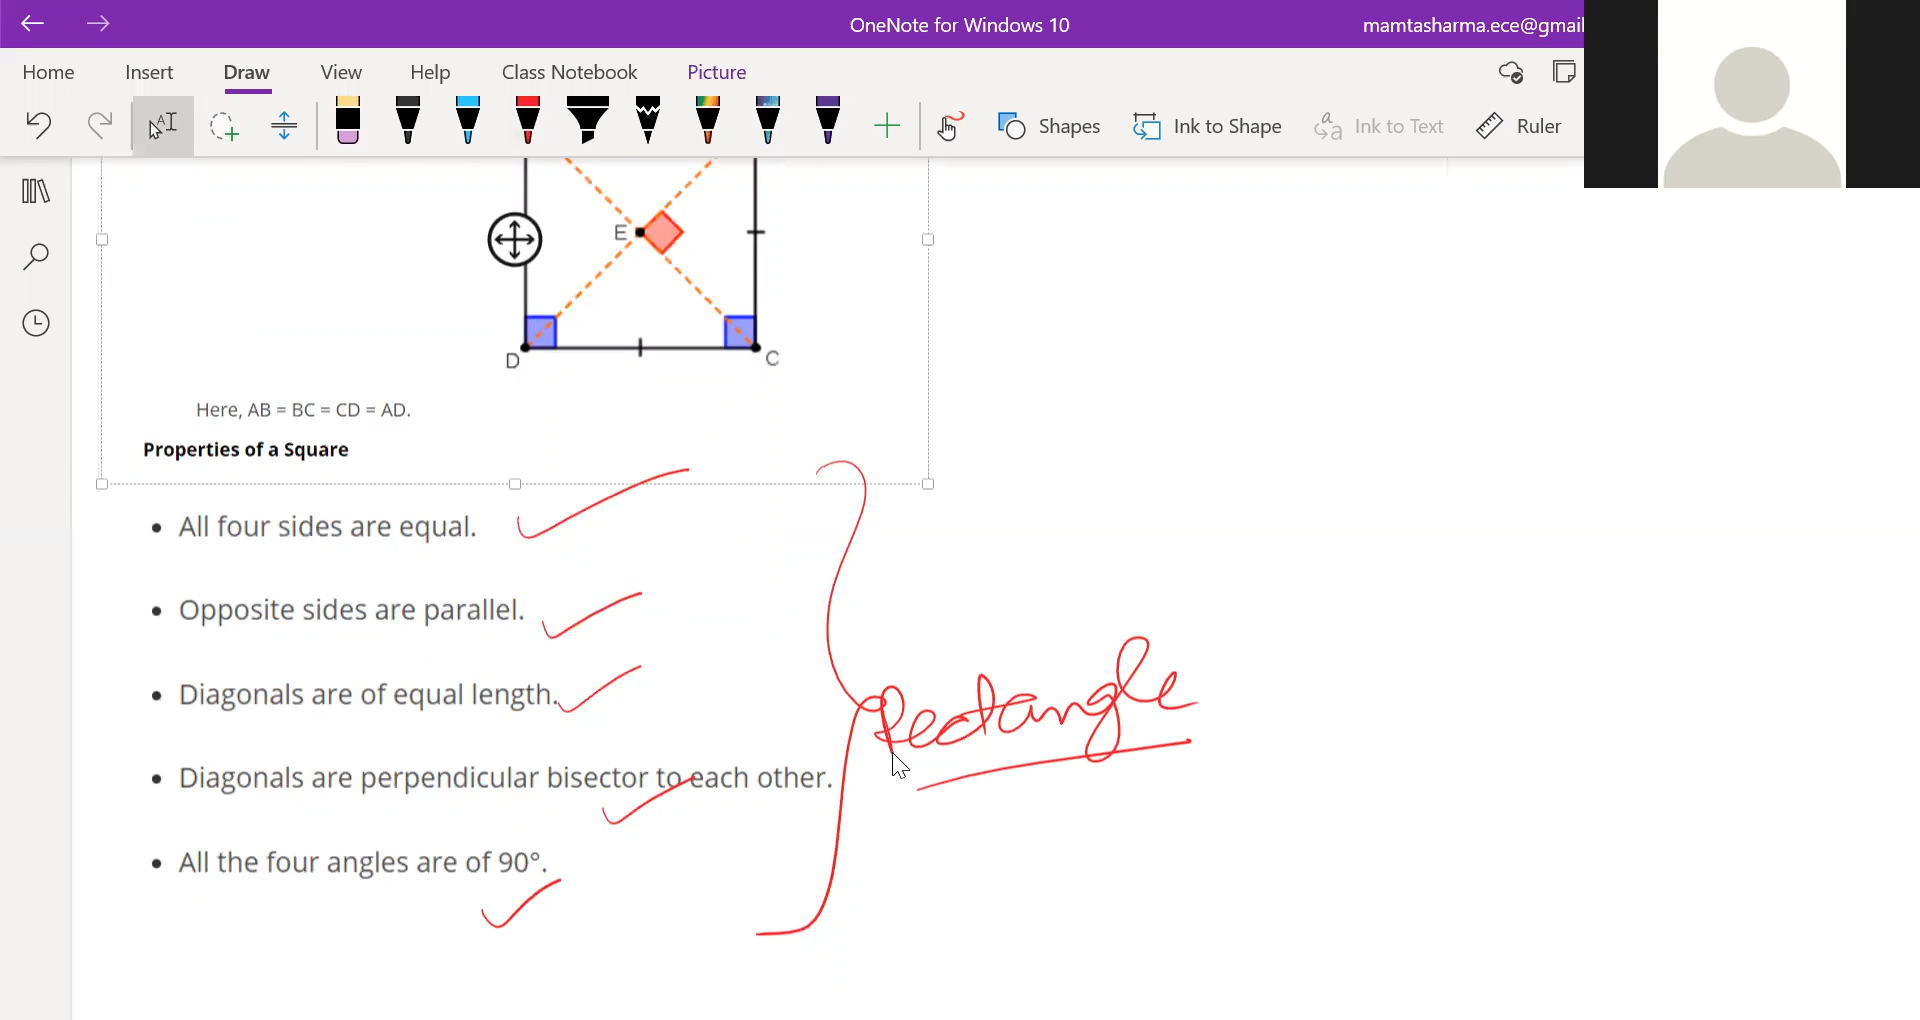 OneNote for Windows 10
mamtasharma.ece@gmail
Home Insert Draw View Help Class Notebook Picture
Shapes Ink to Shape Ink to Text Ruler
E
D C
Here, AB = BC = CD = AD.
Properties of a Square
• All four sides are equal.
• Opposite sides are parallel.
• Diagonals are of equal length.
Rectangle
• Diagonals are perpendicular bisector to each other.
• All the four angles are of 90°.